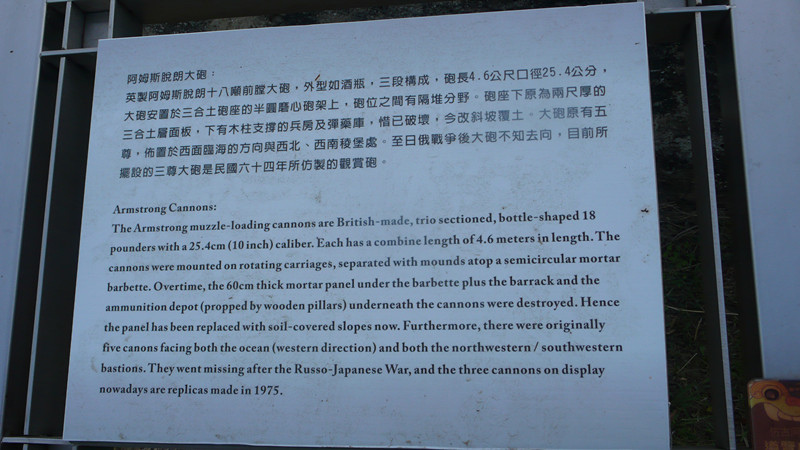 阿姆斯脫朗大砲：
英製阿姆斯脫朗十八噸前膛大砲，外型如酒瓶，三段構成，砲長4.6公尺口徑25.4公分，
大砲安置於三合土砲座的半圓磨心砲架上，砲位之間有隔堆分野。砲座下原為兩尺厚的
三合土層面板，下有木柱支撐的兵房及彈藥庫，惜已破壞，今改斜坡覆土。大砲原有五
尊，佈置於西面臨海的方向與西北、西南稜堡處。至日俄戰爭後大砲不知去向，目前所
擺設的三尊大砲是民國六十四年所仿製的觀賞砲。
Armstrong Cannons:
The Armstrong muzzle-loading cannons are British-made, trio sectioned, bottle-shaped 18
pounders with a 25.4cm (10 inch) caliber. Each has a combine length of 4.6 meters in length. The
cannons were mounted on rotating carriages, separated with mounds atop a semicircular mortar
barbette. Overtime, the 60cm thick mortar panel under the barbette plus the barrack and the
ammunition depot (propped by wooden pillars) underneath the cannons were destroyed. Hence
the panel has been replaced with soil-covered slopes now. Furthermore, there were originally
five canons facing both the ocean (western direction) and both the northwestern / southwestern
bastions. They went missing after the Russo-Japanese War, and the three cannons on display
nowadays are replicas made in 1975.